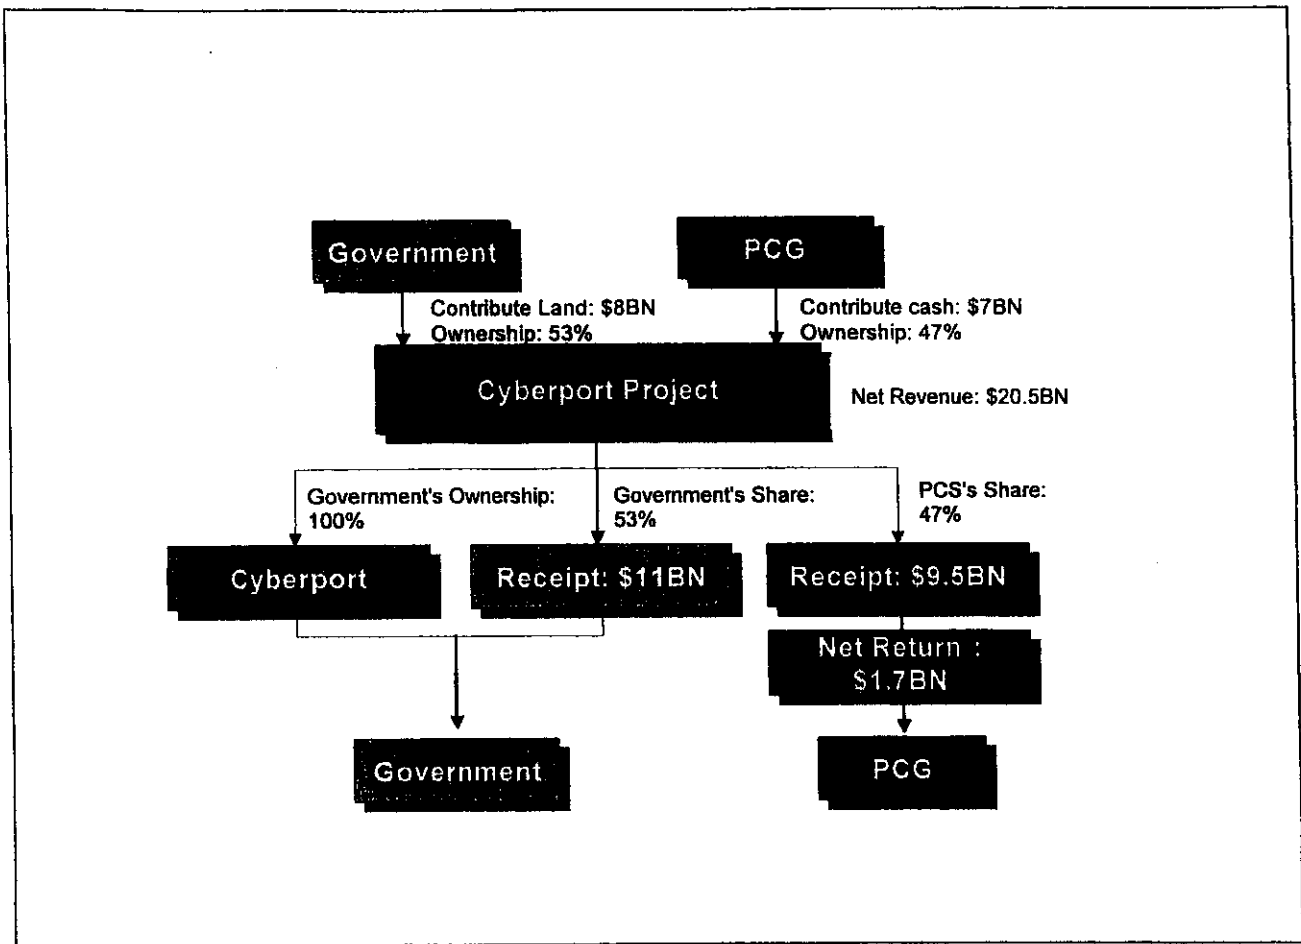 Government
PCG
Contribute Land: $8BN
Ownership: 53%
Contribute cash: $7BN
Ownership: 47%
Cyberport Project
Net Revenue: $20.5BN
Government's Ownership:
100%
Government's Share:
53%
PCS's Share:
47%
Cyberport
Receipt: $11BN
Receipt: $9.5BN
Net Return :
$1.7BN
Government
PCG